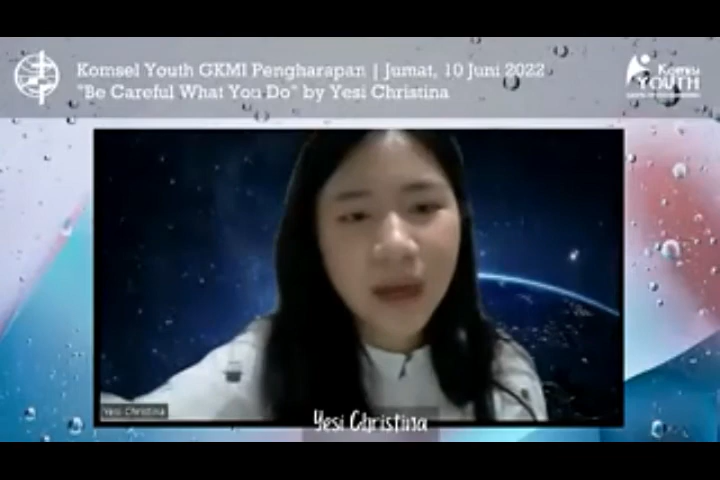 Komsel Youth GKMI Pengharapan | Jumat, 10 Juni 2022
"Be Careful What You Do" by Yesi Christina
Komisi
YOUTH
Yesi Christina
Yesi Christina